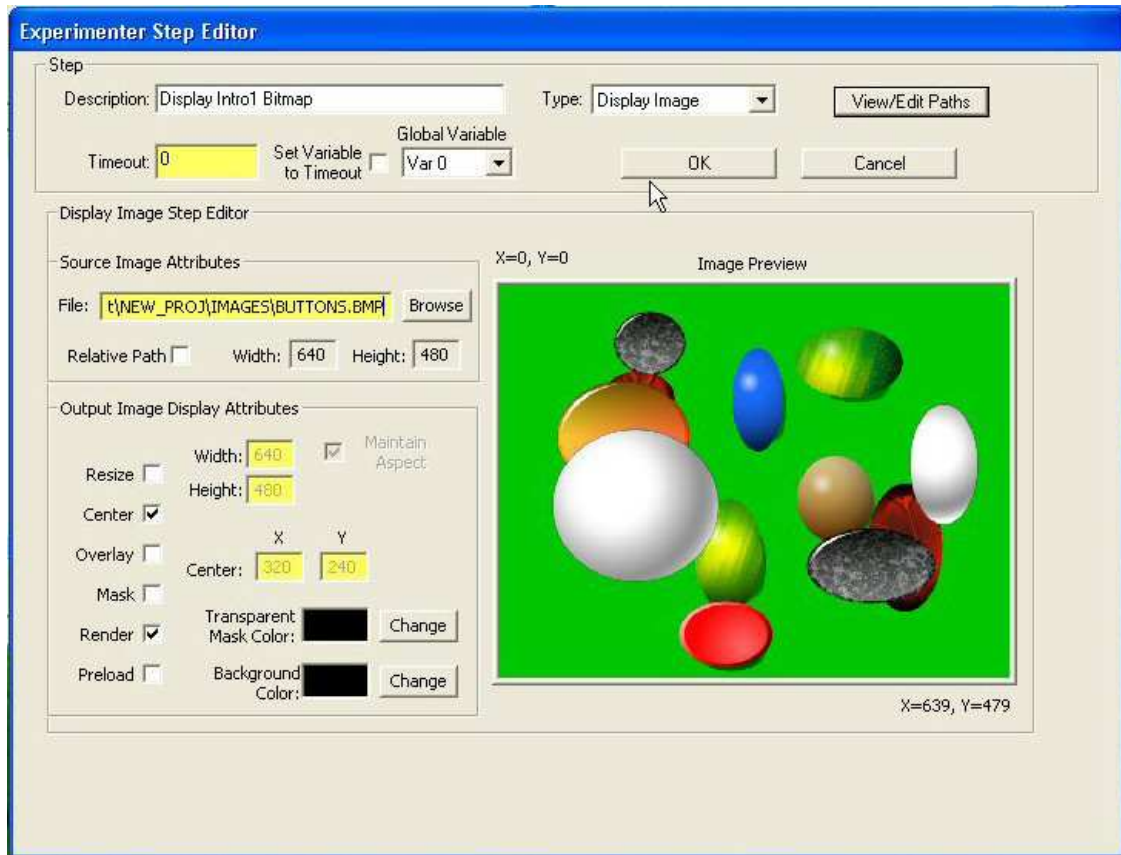 Experimenter Step Editor
Step
Description: Display Intro1 Bitmap
Type: Display Image
View/Edit Paths
Timeout: 0
Set Variable
to Timeout
Global Variable
Var 0
OK
Cancel
Display Image Step Editor
Source Image Attributes
File: t\NEW_PROJ\IMAGES\BUTTONS.BMP
Browse
Relative Path
Width: 640
Height: 480
Output Image Display Attributes
Resize
Center
Overlay
Mask
Render
Preload
Width: 640
Height: 480
Maintain
Aspect
X Y
Center: 320 240
Transparent
Mask Color:
Change
Background
Color:
Change
X=0, Y=0
Image Preview
X=639, Y=479